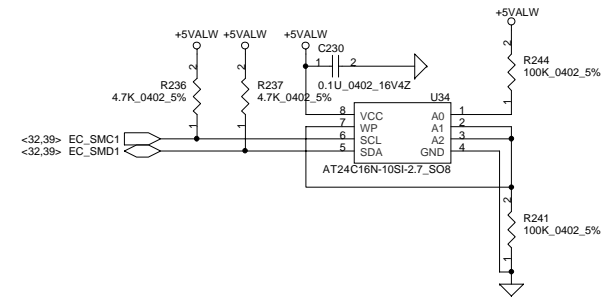 +5VALW
+5VALW
+5VALW
+5VALW
C230
1
2
0.1U_0402_16V4Z
2
R236
4.7K_0402_5%
1
2
R237
4.7K_0402_5%
1
2
R244
100K_0402_5%
1
U34
8 VCC A0 1
7 WP A1 2
6 SCL A2 3
5 SDA GND 4
AT24C16N-10SI-2.7_SO8
<32,39> EC_SMC1
<32,39> EC_SMD1
2
R241
100K_0402_5%
1